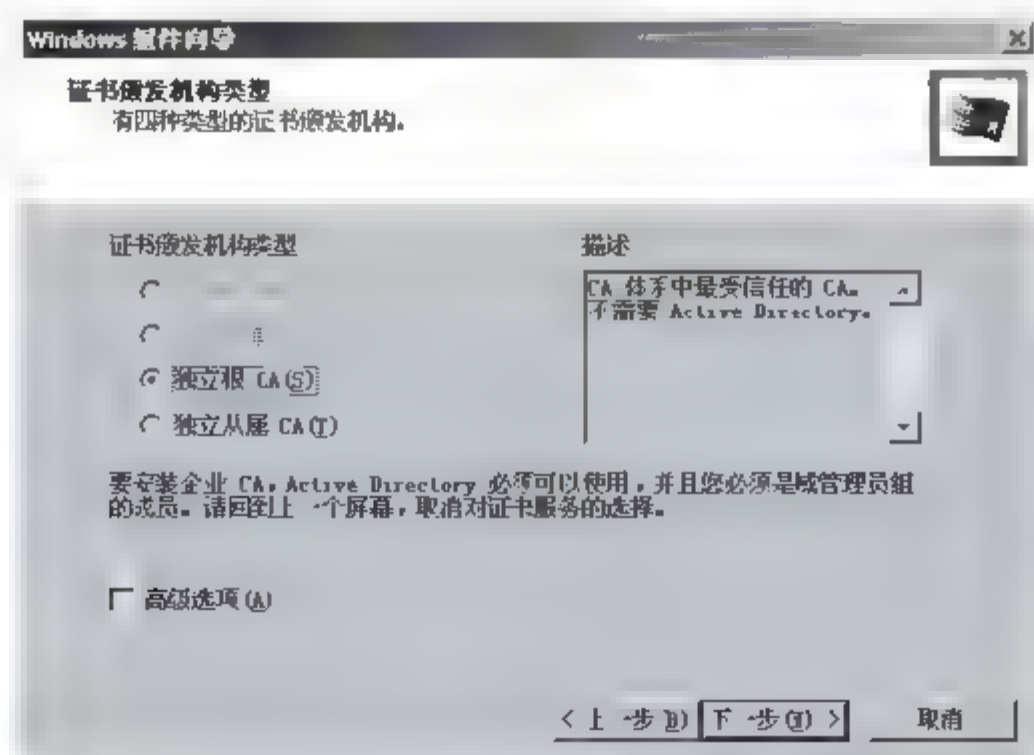 Windows 组件向导
证书颁发机构类型
有四种类型的证书颁发机构。
证书颁发机构类型
描述
独立根 CA(S)
独立从属 CA(T)
CA 体系中最受信任的 CA。
不需要 Active Directory。
要安装企业 CA，Active Directory 必须可以使用，并且您必须是域管理员组
的成员。请回到上一个屏幕，取消对证书服务的选择。
高级选项(A)
< 上一步(B)
下一步(N) >
取消